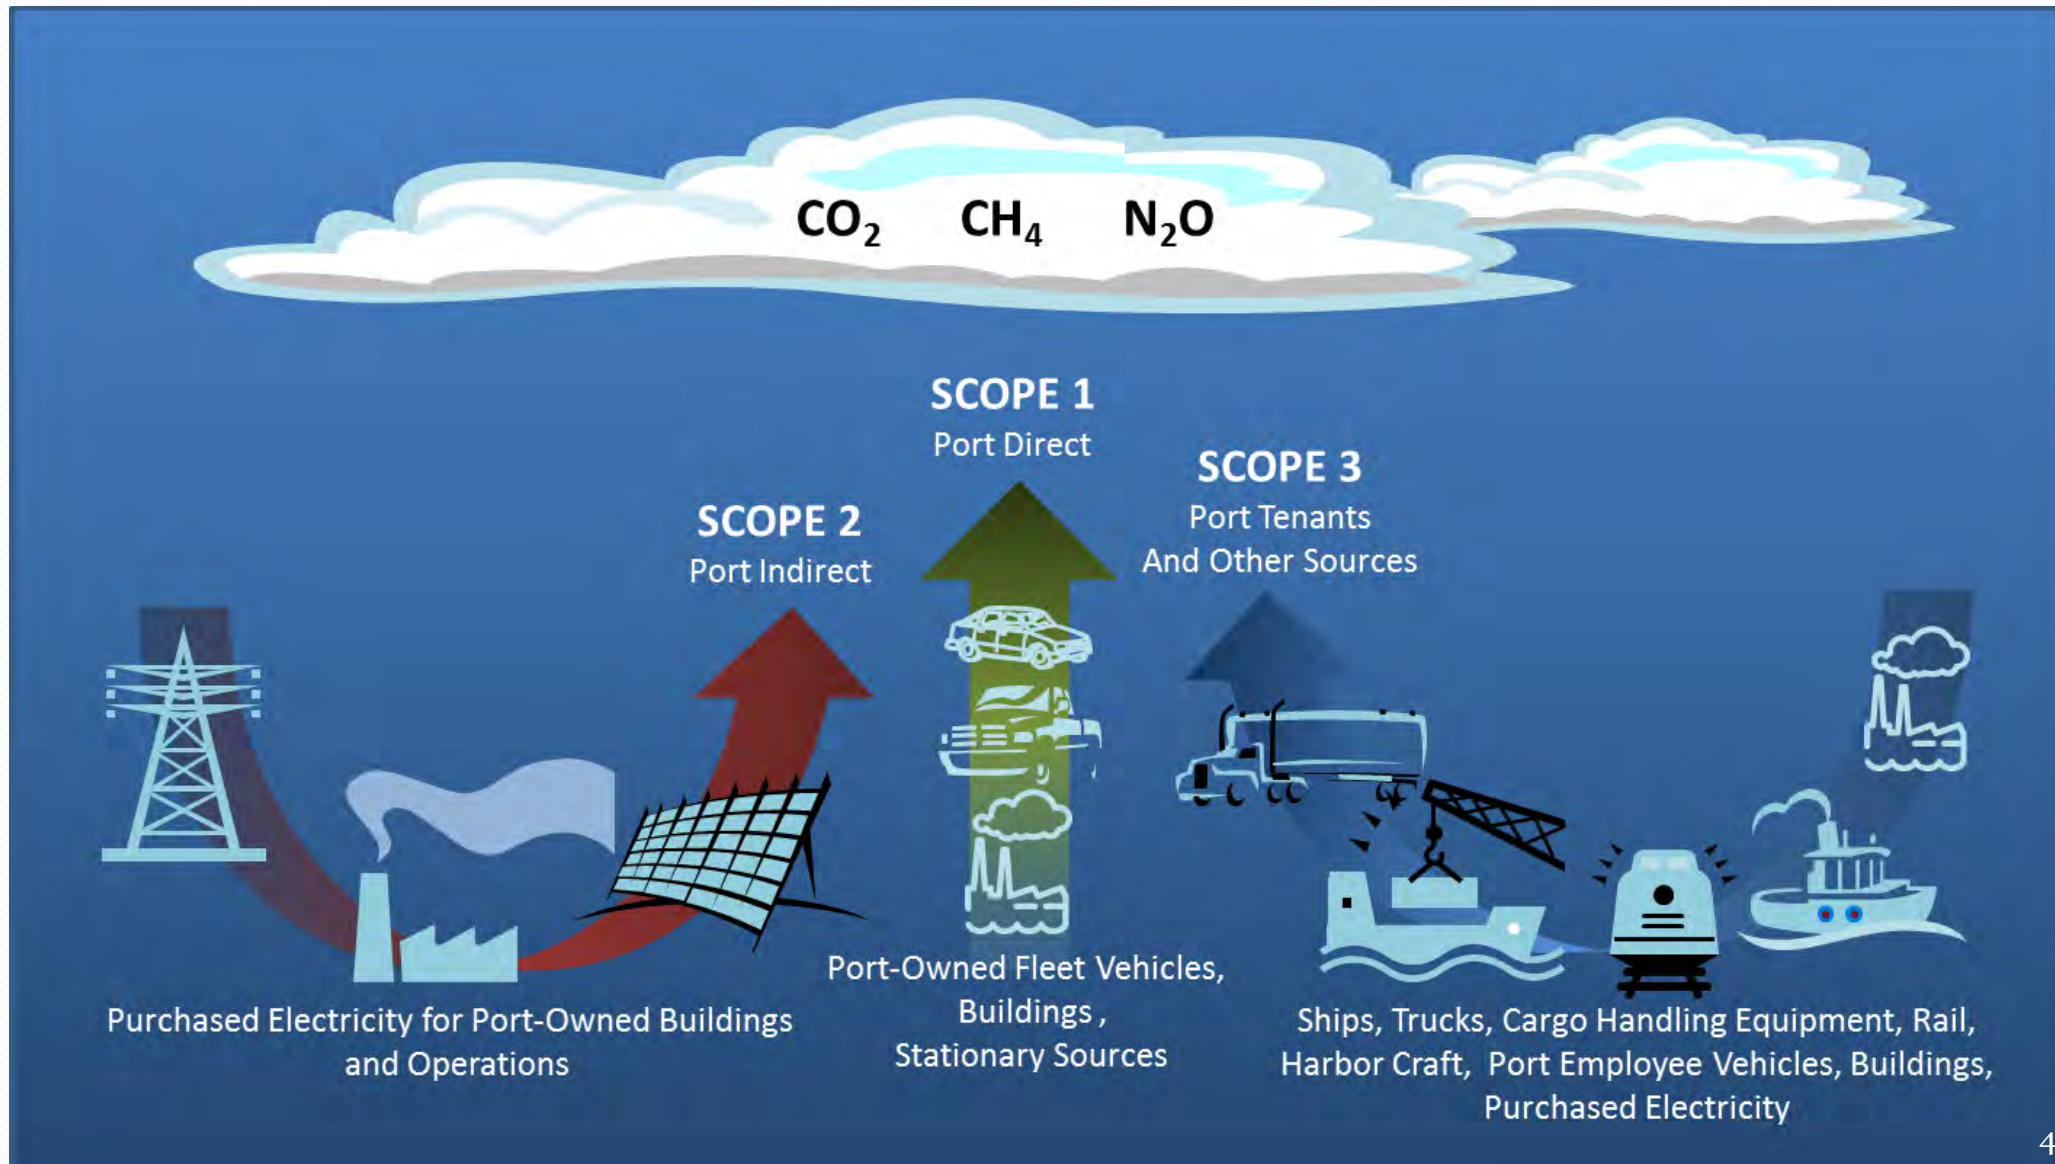 CO₂ CH₄ N₂O
SCOPE 1
Port Direct
SCOPE 2
Port Indirect
SCOPE 3
Port Tenants
And Other Sources
Purchased Electricity for Port-Owned Buildings
and Operations
Port-Owned Fleet Vehicles,
Buildings ,
Stationary Sources
Ships, Trucks, Cargo Handling Equipment, Rail,
Harbor Craft, Port Employee Vehicles, Buildings,
Purchased Electricity
4